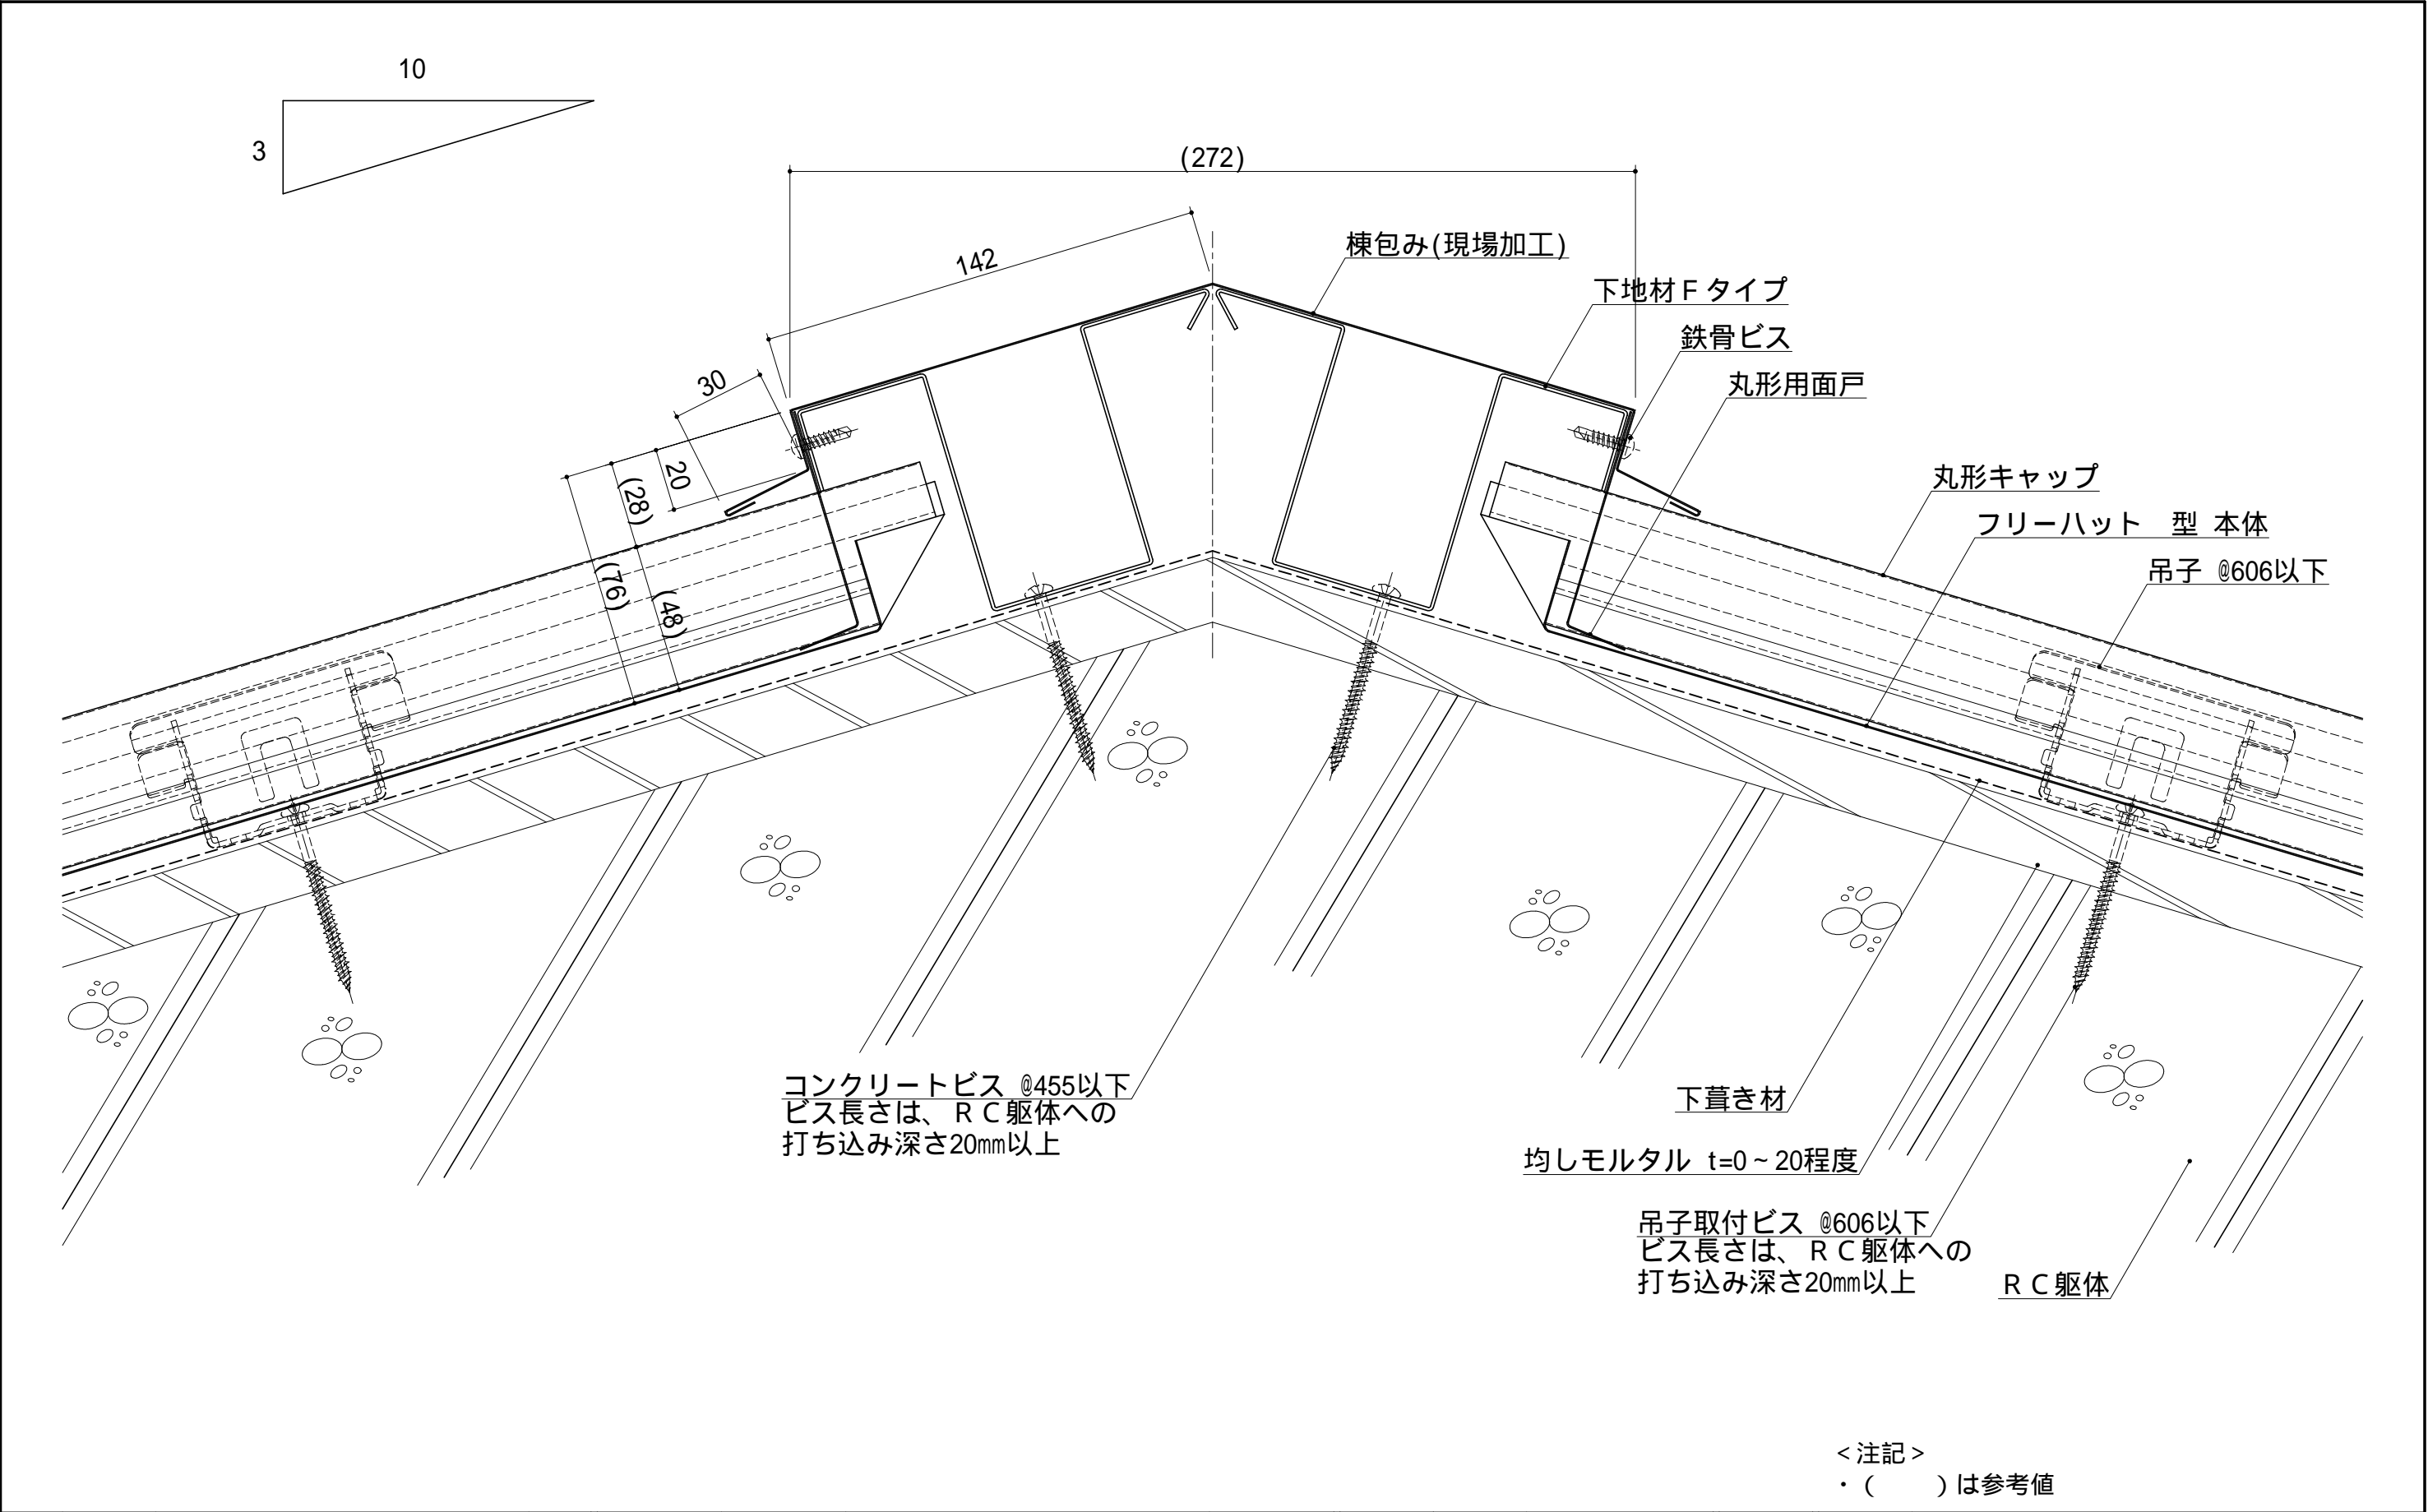 10
3
(272)
142
30
20
(28)
(76)
(48)
棟包み(現場加工)
下地材Fタイプ
鉄骨ビス
丸形用面戸
丸形キャップ
フリーハット　型 本体
吊子 @606以下
コンクリートビス @455以下
ビス長さは、RC躯体への
打ち込み深さ20mm以上
下葺き材
均しモルタル t=0~20程度
吊子取付ビス @606以下
ビス長さは、RC躯体への
打ち込み深さ20mm以上
RC躯体
<注記>
・(　　)は参考値